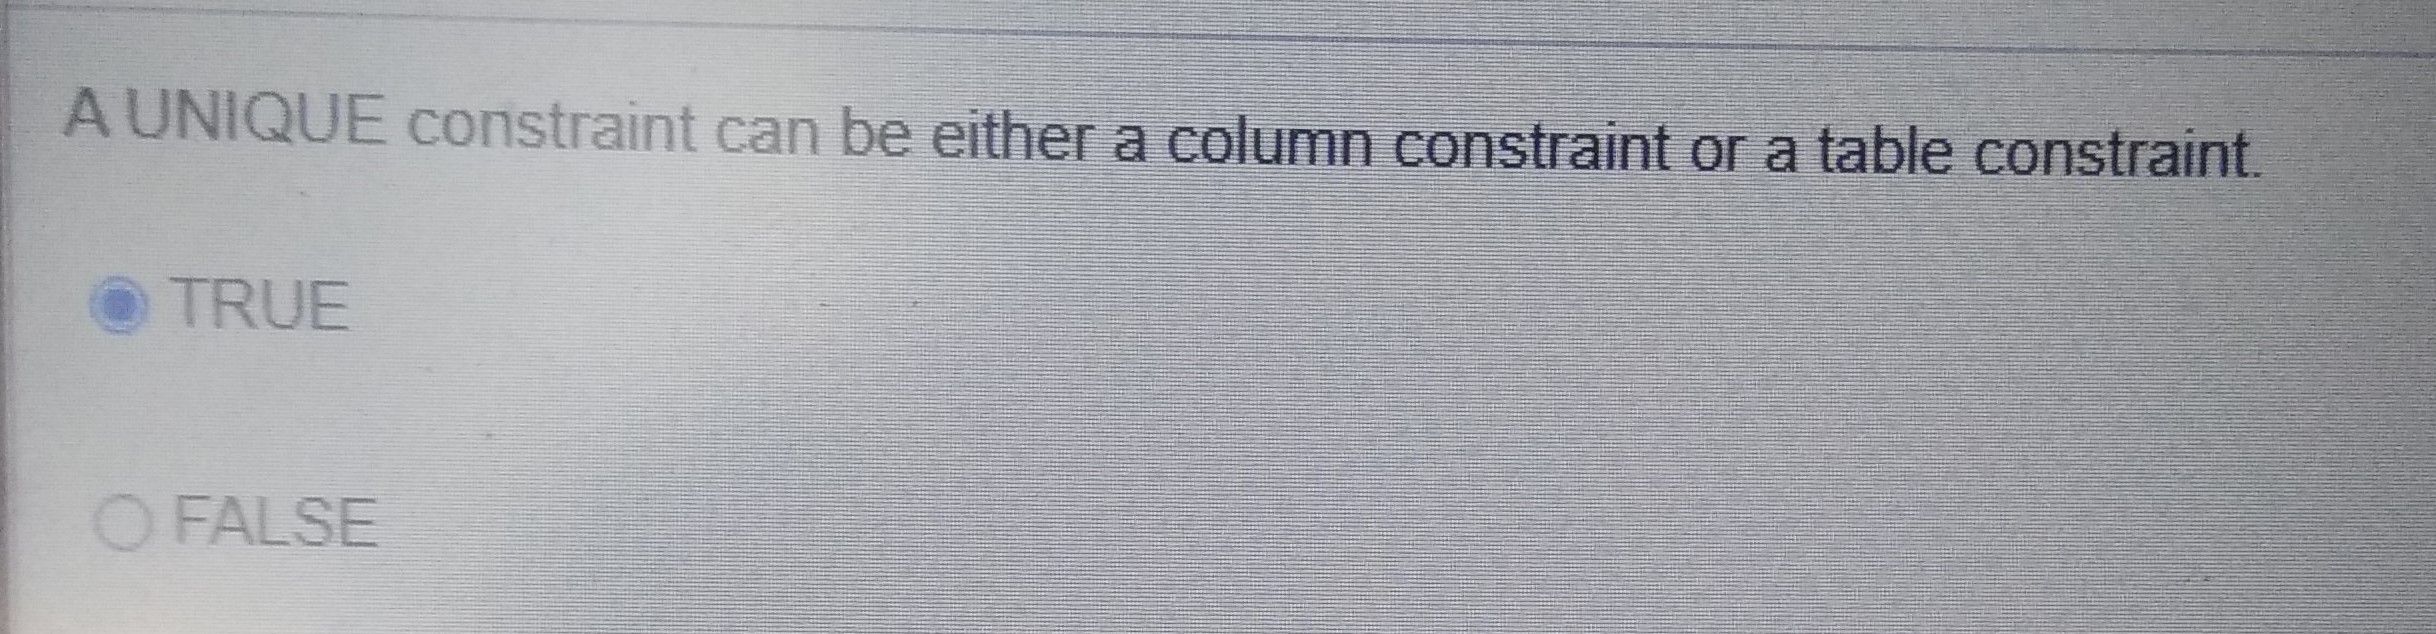 A UNIQUE constraint can be either a column constraint or a table constraint.
TRUE
FALSE